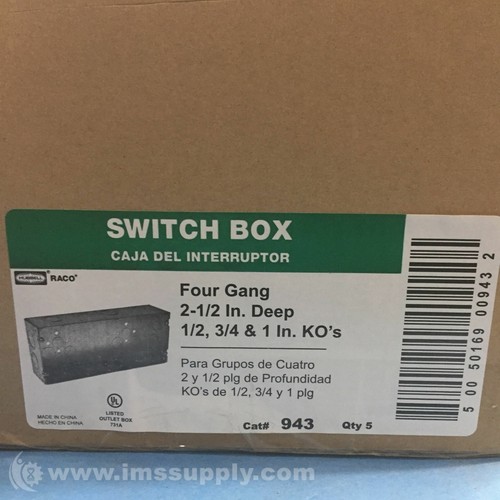 SWITCH BOX
CAJA DEL INTERRUPTOR
HUBBELL RACO®
Four Gang
2-1/2 In. Deep
1/2, 3/4 & 1 In. KO's
Para Grupos de Cuatro
2 y 1/2 plg de Profundidad
KO's de 1/2, 3/4 y 1 plg
MADE IN CHINA
HECHO EN CHINA
UL
LISTED
OUTLET BOX
731A
Cat# 943 Qty 5
5 00 50169 00943 2
© www.imssupply.com